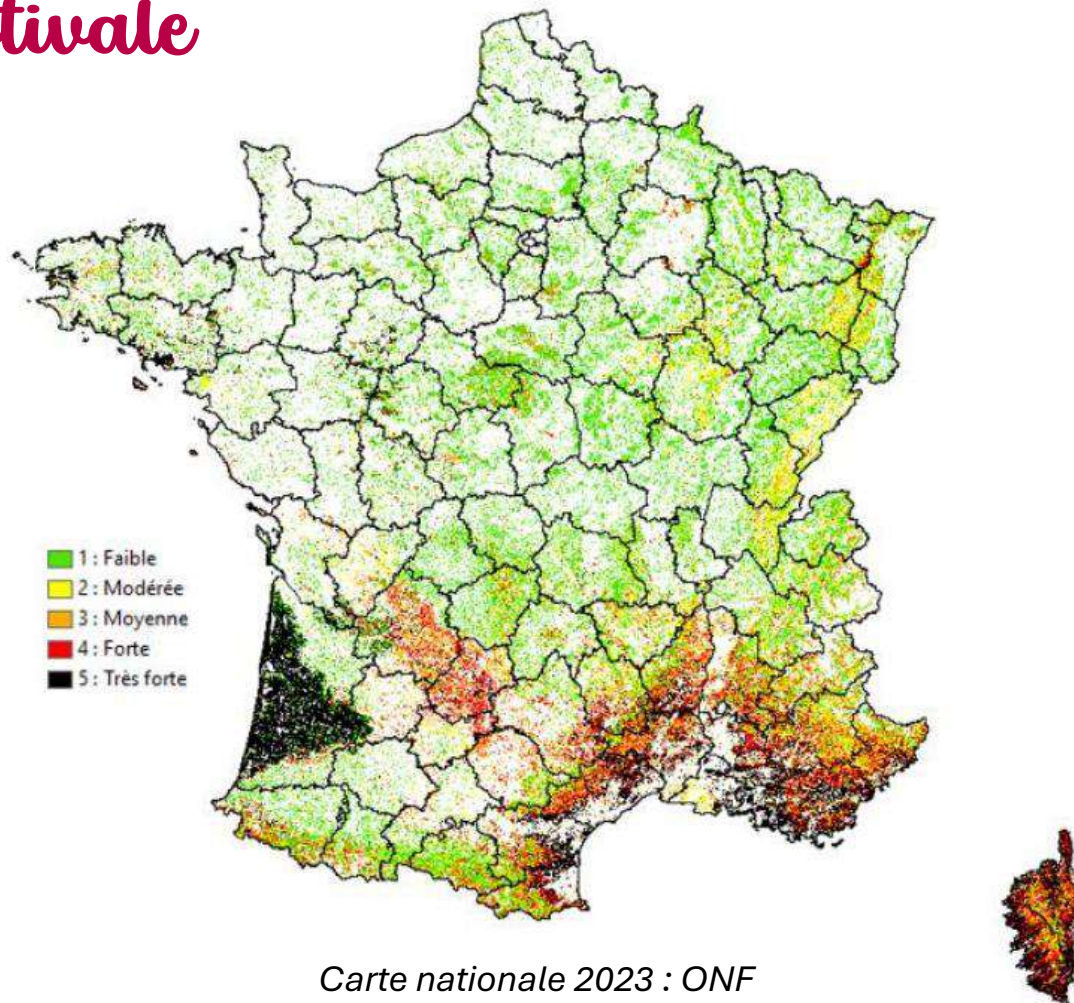 tivale
1 : Faible
2 : Modérée
3 : Moyenne
4 : Forte
5 : Très forte
Carte nationale 2023 : ONF